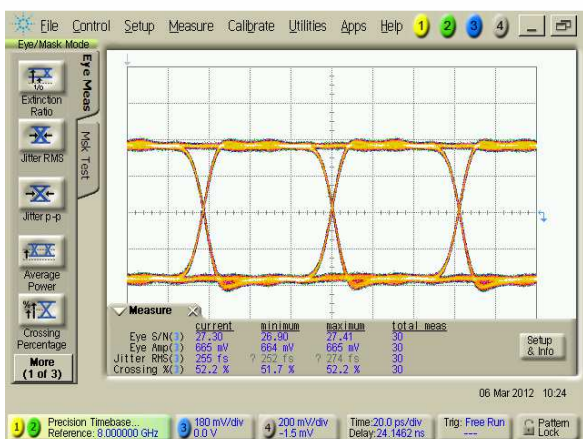 File Control Setup Measure Calibrate Utilities Apps Help 1 2 3 4
Eye/Mask Mode
Eye Meas
Msk Test
1/0
Extinction
Ratio
Jitter RMS
Jitter p-p
Average
Power
Crossing
Percentage
More
(1 of 3)
Measure
current minimum maximum total meas
Eye S/N(3) 27.30 26.90 27.41 30
Eye Amp(3) 665 mV 664 mV 665 mV 30
Jitter RMS(3) 255 fs ? 252 fs ? 274 fs 30
Crossing %(3) 52.2 % 51.7 % 52.2 % 30
Setup
& Info
06 Mar 2012 10:24
1 2 Precision Timebase...
Reference: 8.000000 GHz
3 180 mV/div
0.0 V
4 200 mV/div
-1.5 mV
Time:20.0 ps/div
Delay:24.1462 ns
Trig: Free Run
---
Pattern
Lock